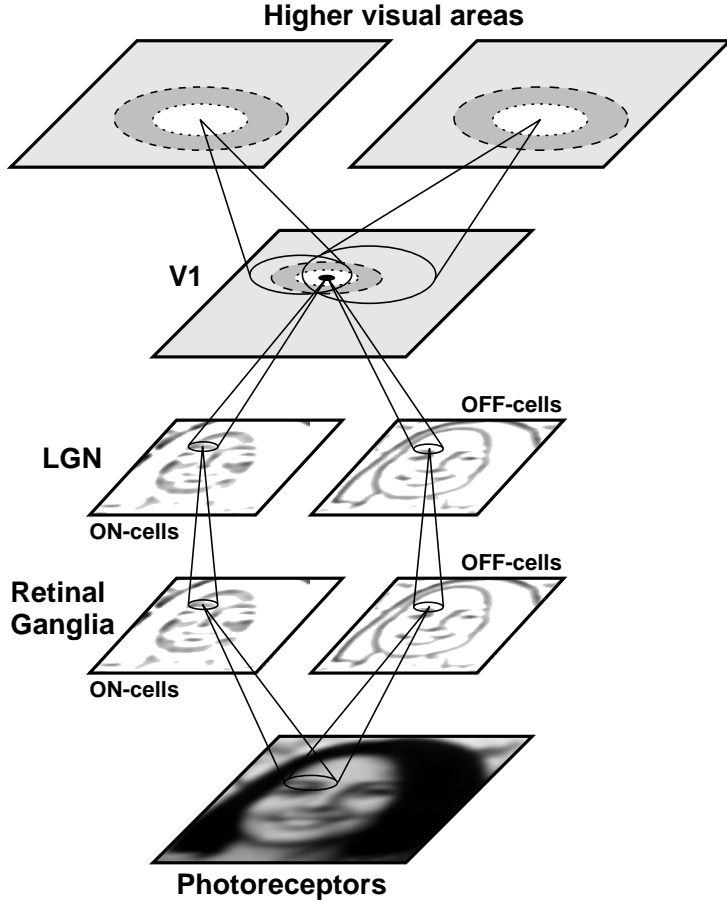 Higher visual areas
V1
OFF-cells
LGN
ON-cells
OFF-cells
Retinal
Ganglia
ON-cells
Photoreceptors